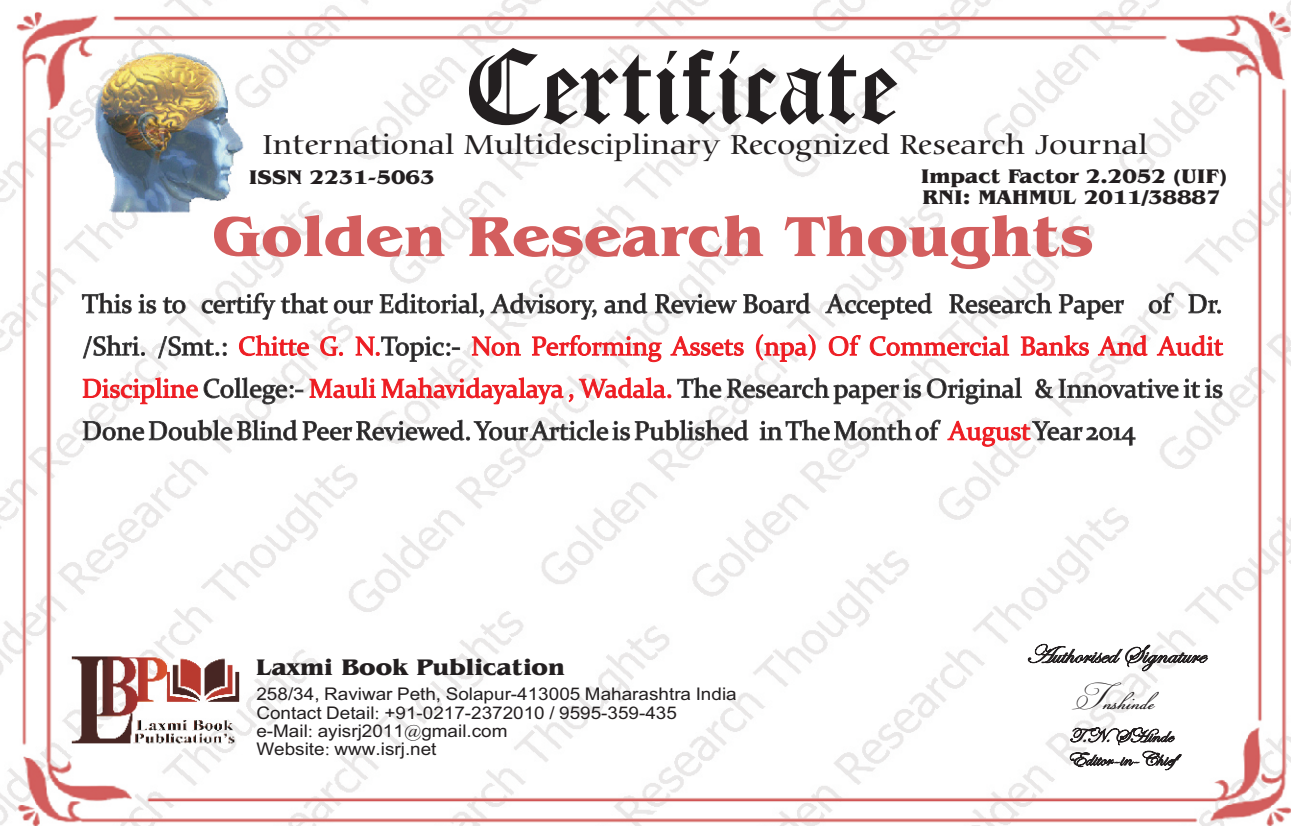 Certificate
International Multidesciplinary Recognized Research Journal
ISSN 2231-5063
Impact Factor 2.2052 (UIF)
RNI: MAHMUL 2011/38887
Golden Research Thoughts
This is to certify that our Editorial, Advisory, and Review Board Accepted Research Paper of Dr.
/Shri. /Smt.: Chitte G. N.Topic:- Non Performing Assets (npa) Of Commercial Banks And Audit
Discipline College:- Mauli Mahavidayalaya , Wadala. The Research paper is Original & Innovative it is
Done Double Blind Peer Reviewed. Your Article is Published in The Month of August Year 2014
LBP
Laxmi Book
Publication's
Laxmi Book Publication
258/34, Raviwar Peth, Solapur-413005 Maharashtra India
Contact Detail: +91-0217-2372010 / 9595-359-435
e-Mail: ayisrj2011@gmail.com
Website: www.isrj.net
Authorised Signature
Tnshinde
T.N. SHinde
Editor-in-Chief